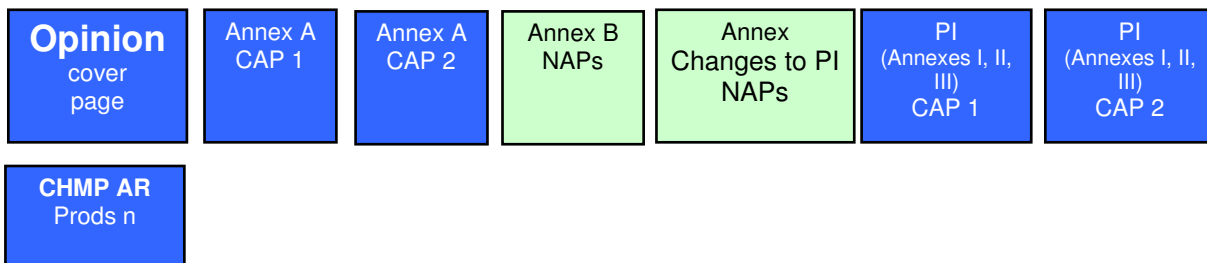 Opinion
cover
page
Annex A
CAP 1
Annex A
CAP 2
Annex B
NAPs
Annex
Changes to PI
NAPs
PI
(Annexes I, II,
III)
CAP 1
PI
(Annexes I, II,
III)
CAP 2
CHMP AR
Prods n